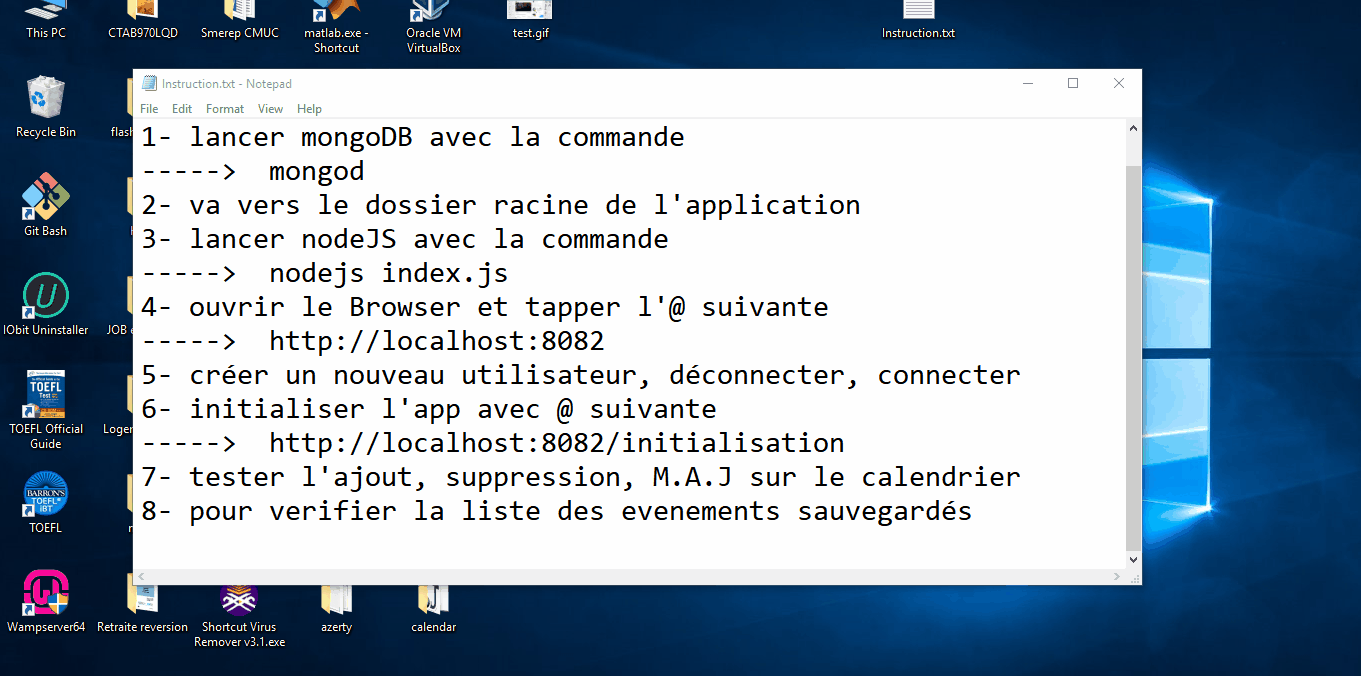 This PC
CTAB970LQD
Smerep CMUC
matlab.exe -
Shortcut
Oracle VM
VirtualBox
test.gif
Instruction.txt
Instruction.txt - Notepad
File Edit Format View Help
Recycle Bin
flash
1- lancer mongoDB avec la commande
-----> mongod
2- va vers le dossier racine de l'application
3- lancer nodeJS avec la commande
-----> nodejs index.js
4- ouvrir le Browser et tapper l'@ suivante
-----> http://localhost:8082
5- créer un nouveau utilisateur, déconnecter, connecter
6- initialiser l'app avec @ suivante
-----> http://localhost:8082/initialisation
7- tester l'ajout, suppression, M.A.J sur le calendrier
8- pour verifier la liste des evenements sauvegardés
Git Bash
IObit Uninstaller
JOB
TOEFL
Test
TOEFL Official
Guide
Loger
BARRON'S
TOEFL
iBT
TOEFL
Wampserver64
Retraite reversion
Shortcut Virus
Remover v3.1.exe
azerty
calendar